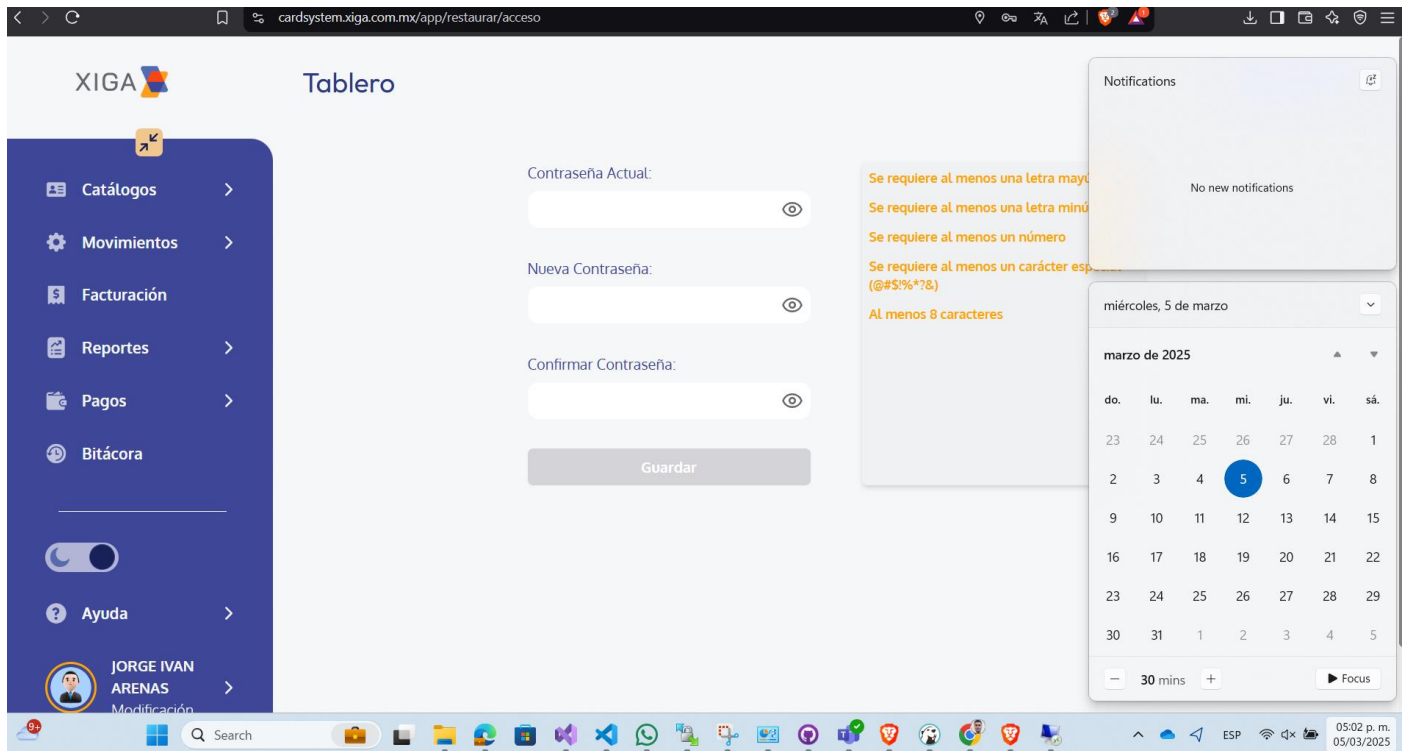 cardsystem.xiga.com.mx/app/restaurar/acceso
2
1
XIGA
Tablero
Catálogos
Movimientos
Facturación
Reportes
Pagos
Bitácora
Ayuda
JORGE IVAN
ARENAS
Modificación
Contraseña Actual:
Nueva Contraseña:
Confirmar Contraseña:
Guardar
Se requiere al menos una letra
Se requiere al menos una letra
Se requiere al menos un número
Se requiere al menos un carácter
(@#$!%*?&)
Al menos 8 caracteres
Notifications
No new notifications
miércoles, 5 de marzo
marzo de 2025
do. lu. ma. mi. ju. vi. sá.
23 24 25 26 27 28 1
2 3 4 5 6 7 8
9 10 11 12 13 14 15
16 17 18 19 20 21 22
23 24 25 26 27 28 29
30 31 1 2 3 4 5
30 mins
Focus
9+
Search
ESP
05:02 p. m.
05/03/2025